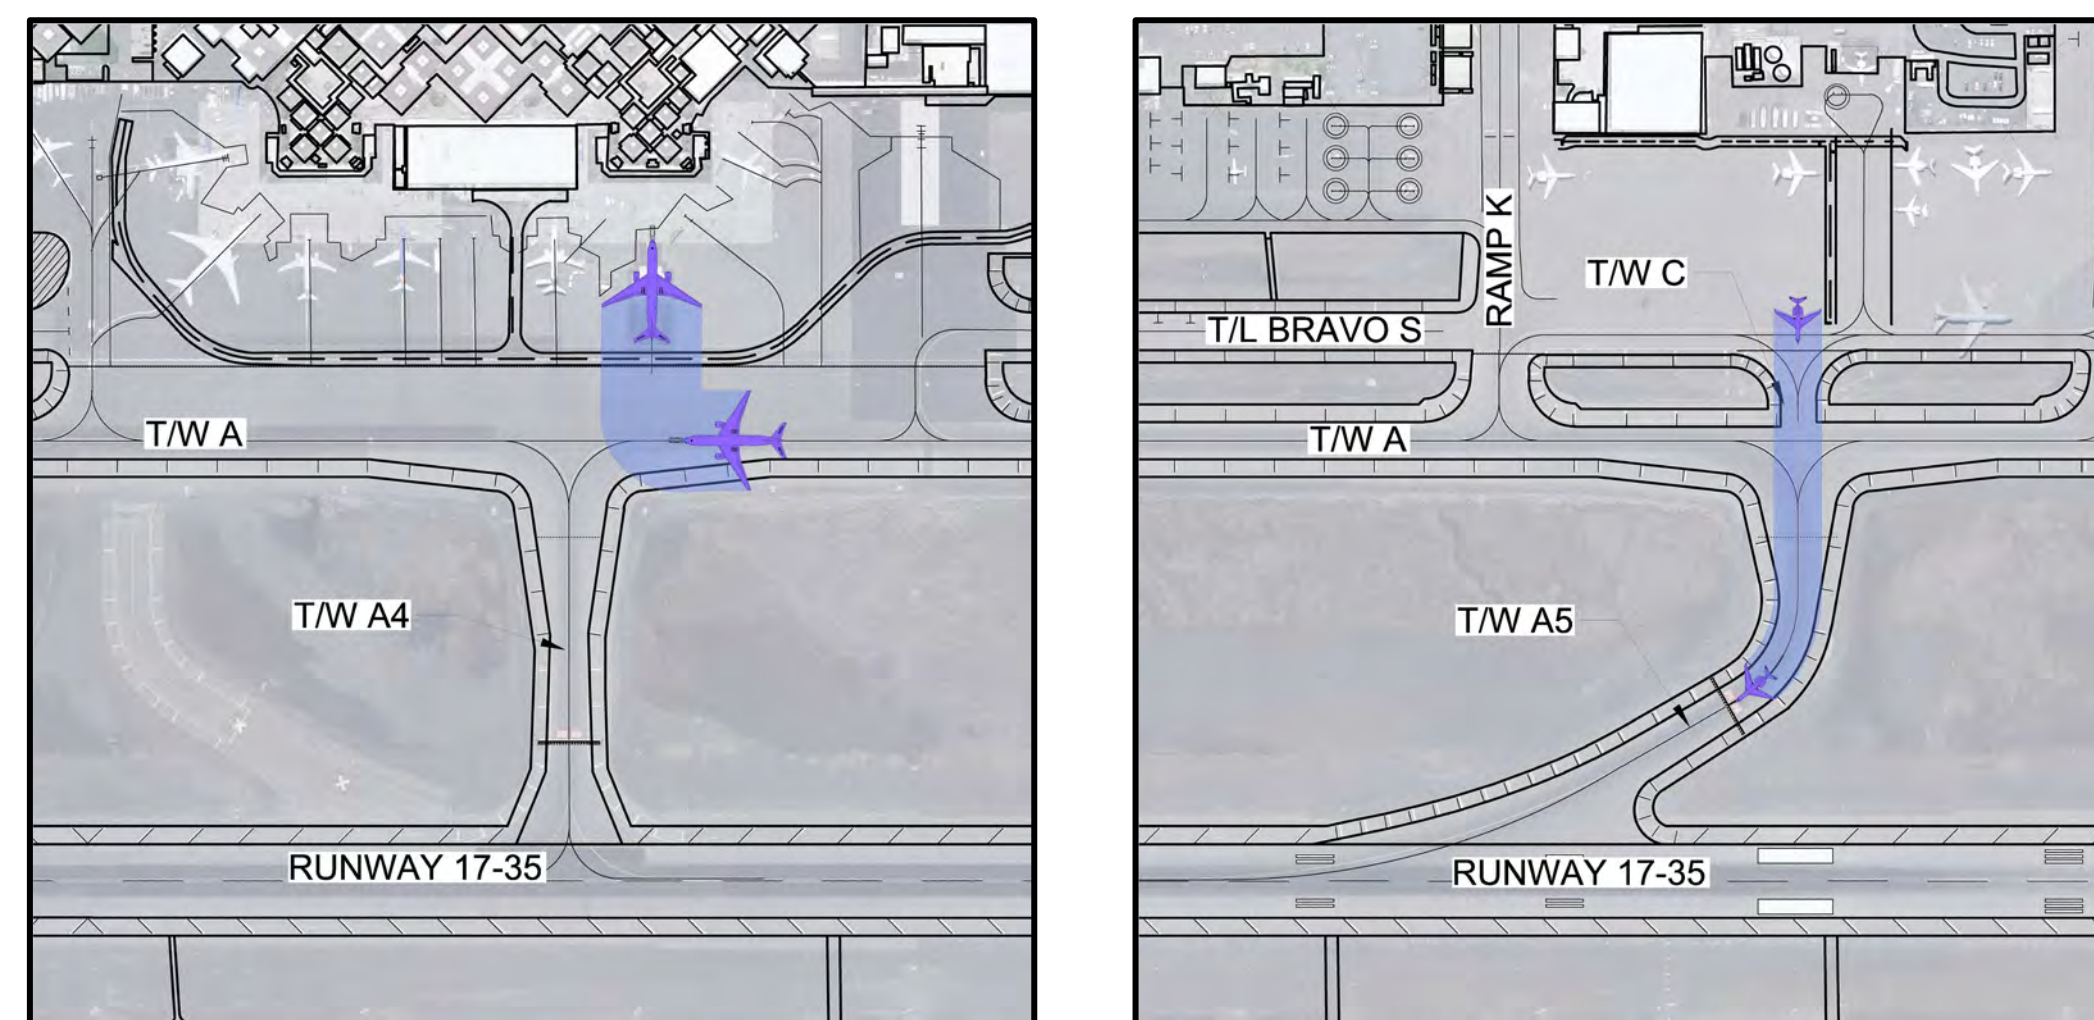 T/W A
T/W A4
RUNWAY 17-35
RAMP K
T/W C
T/L BRAVO S
T/W A
T/W A5
RUNWAY 17-35